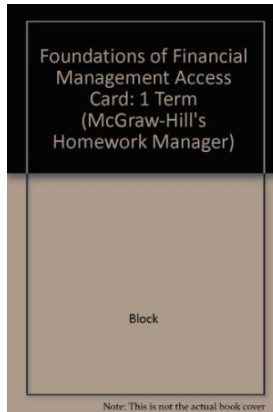 Foundations of Financial
Management Access
Card: 1 Term
(McGraw-Hill's
Homework Manager)
Block
Note: This is not the actual book cover